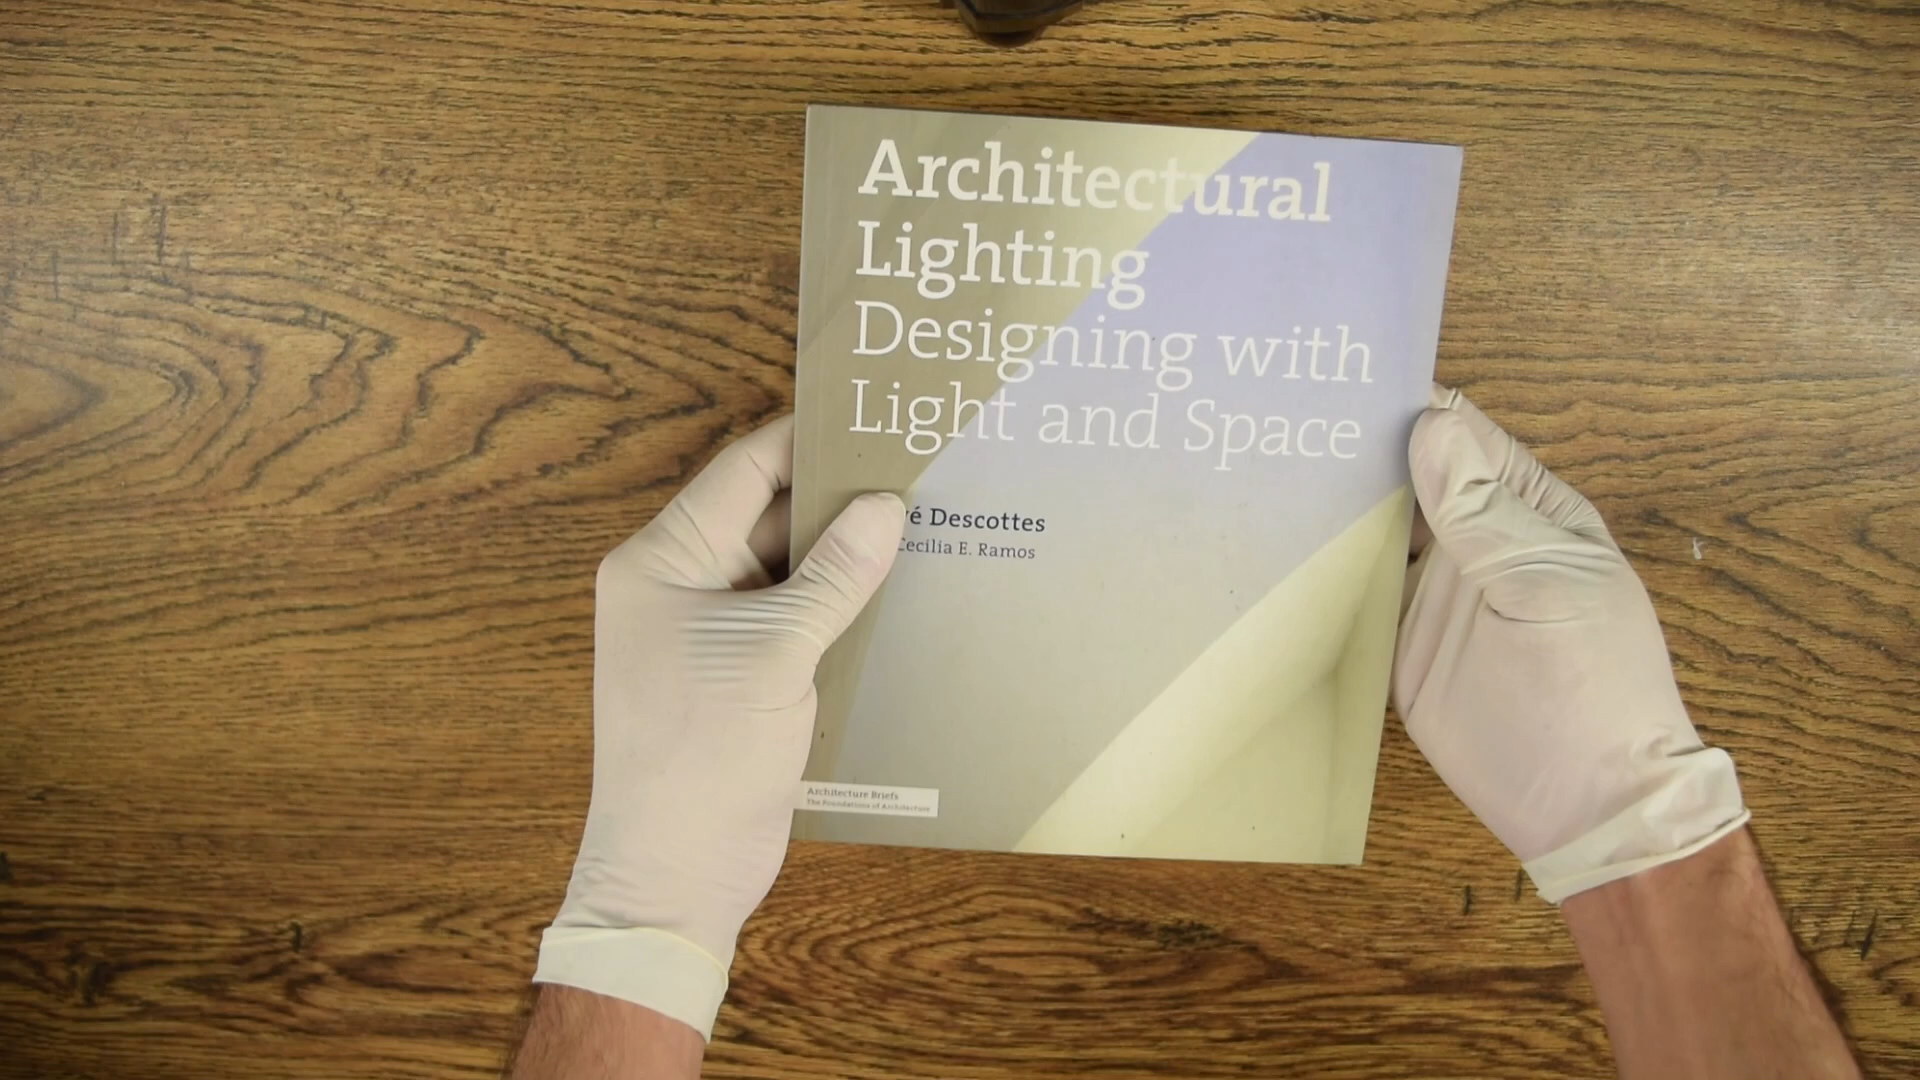 Architectural
Lighting
Designing with
Light and Space
é Descottes
Cecilia E. Ramos
Architecture Briefs
The Foundations of Architecture